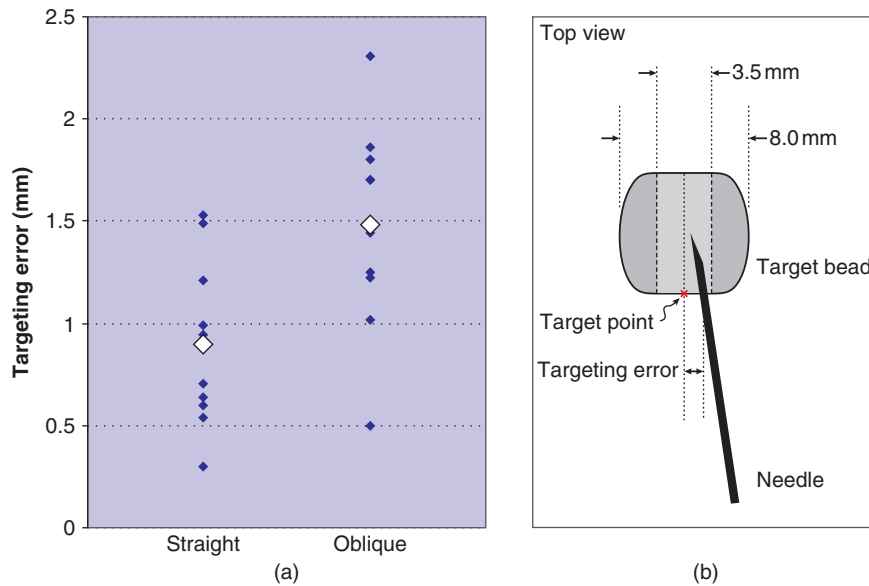 2.5
2
1.5
1
0.5
0
Targeting error (mm)
Straight
Oblique
(a)
Top view
3.5 mm
8.0 mm
Target bead
Target point
Targeting error
Needle
(b)